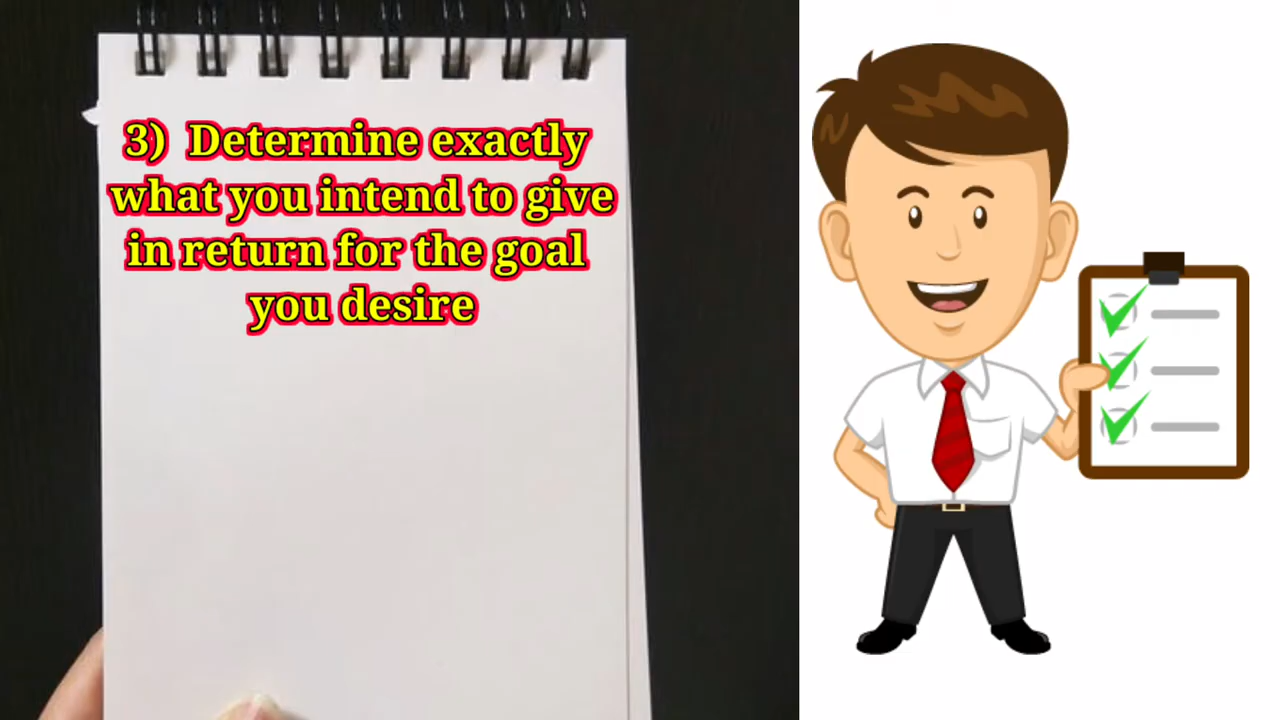 3) Determine exactly
what you intend to give
in return for the goal
you desire